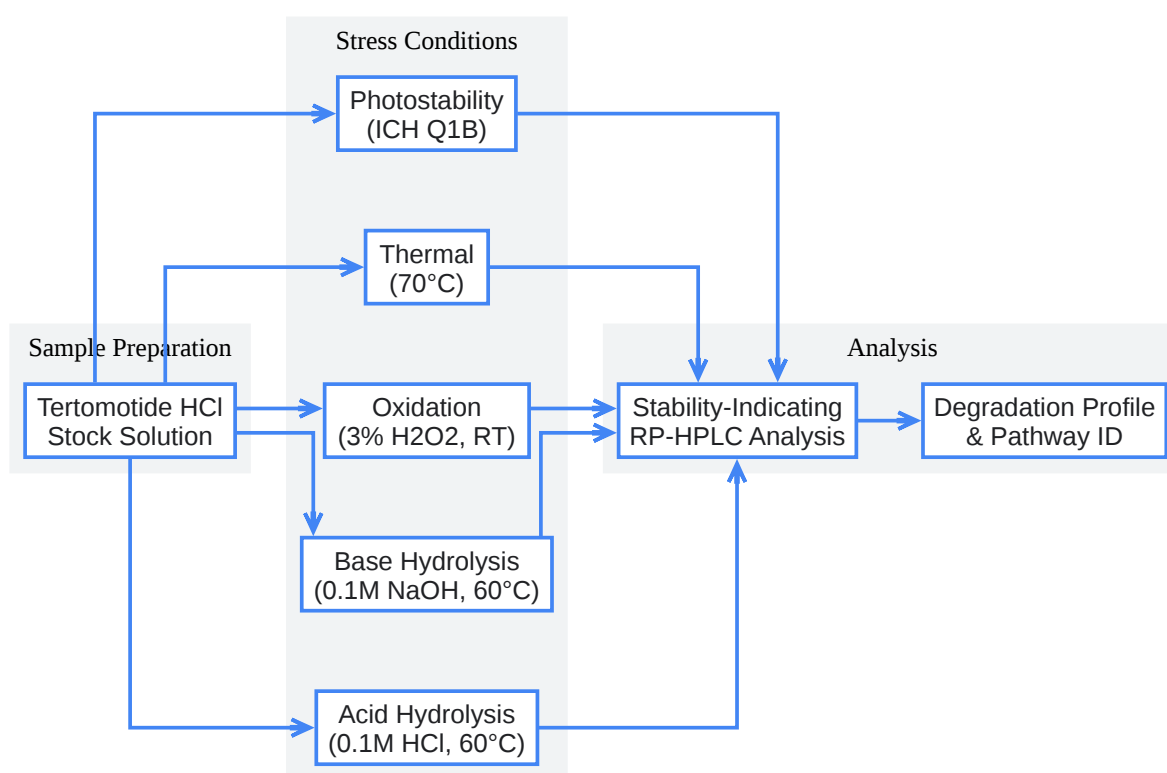 Stress Conditions
Photostability
(ICH Q1B)
Thermal
(70°C)
Sample Preparation
Tertomotide HCl
Stock Solution
Oxidation
(3% H2O2, RT)
Base Hydrolysis
(0.1M NaOH, 60°C)
Acid Hydrolysis
(0.1M HCl, 60°C)
Analysis
Stability-Indicating
RP-HPLC Analysis
Degradation Profile
& Pathway ID